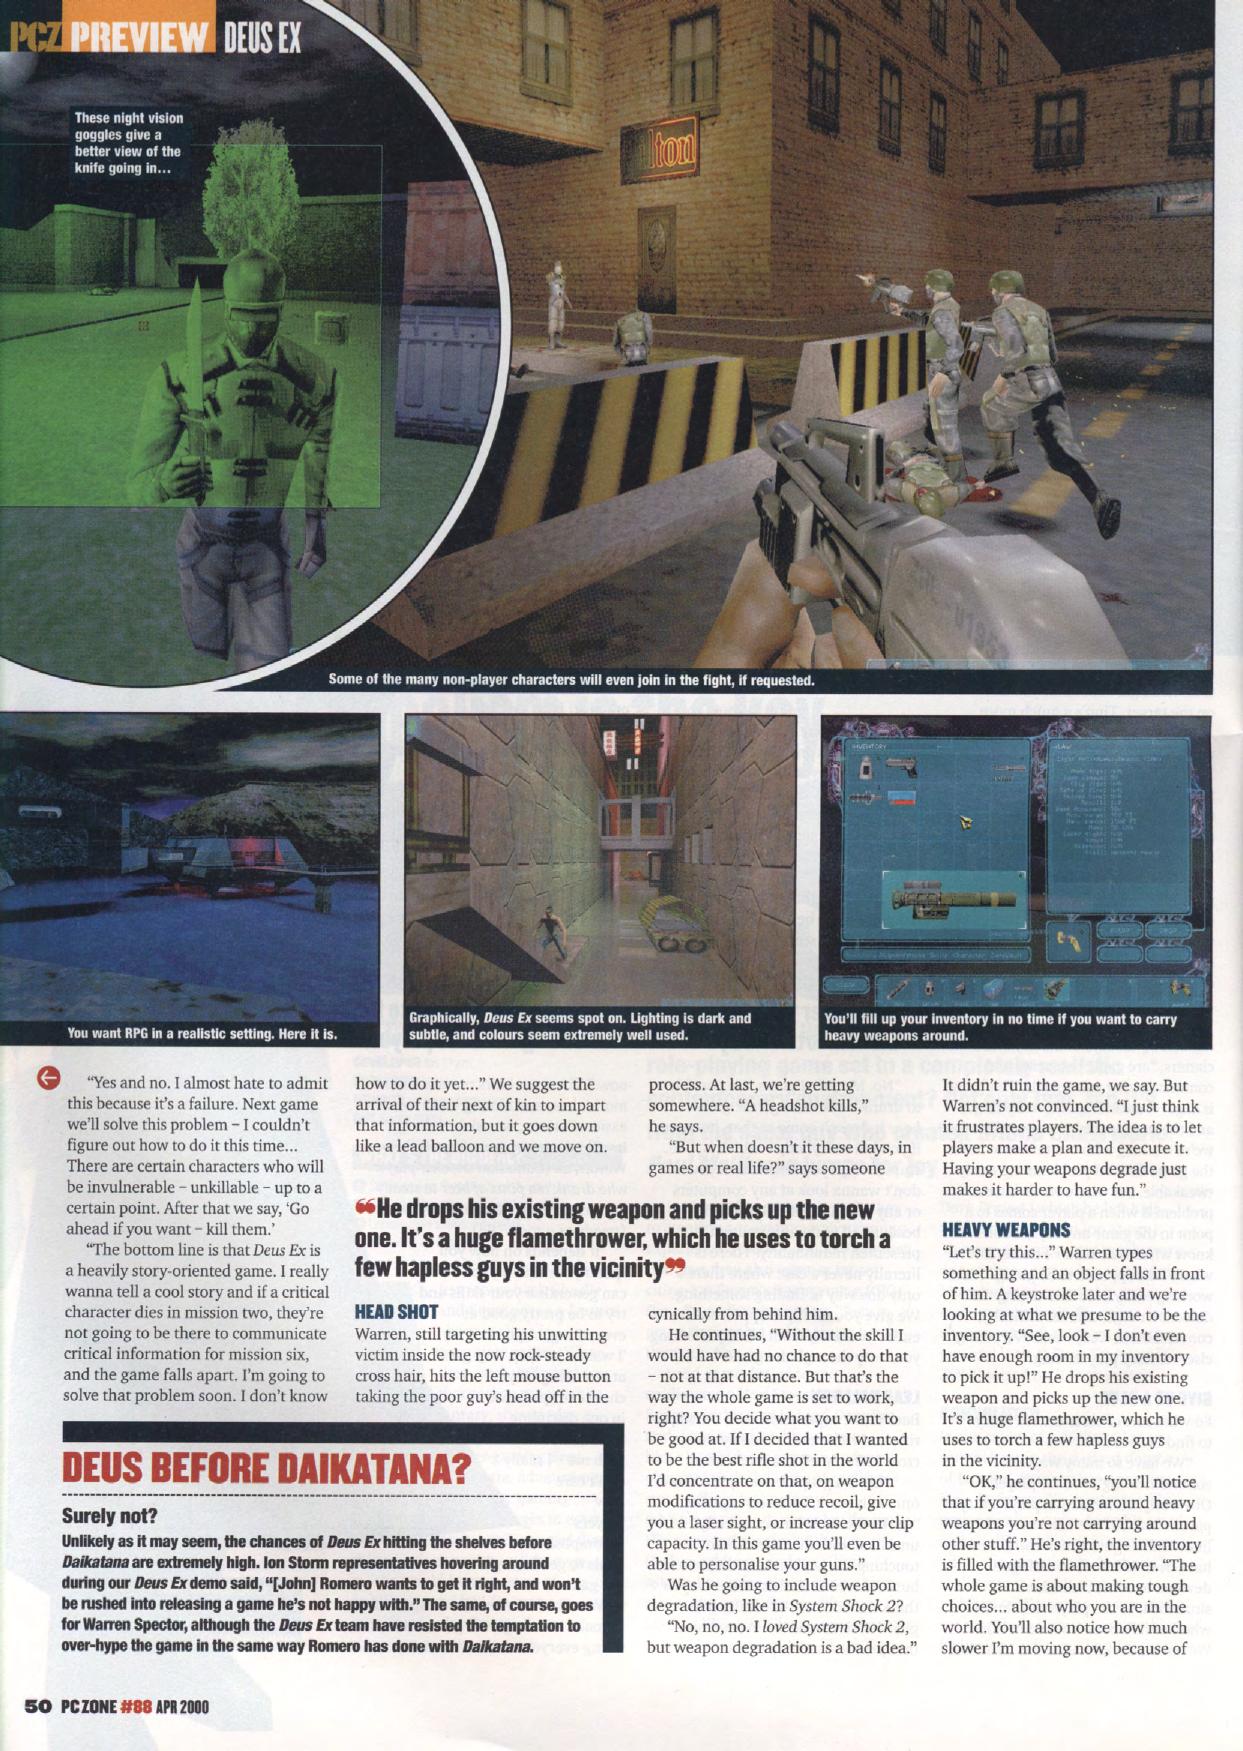 PCZ PREVIEW DEUS EX
These night vision
goggles give a
better view of the
knife going in...
lton
Some of the many non-player characters will even join in the fight, if requested.
You want RPG in a realistic setting. Here it is.
Graphically, Deus Ex seems spot on. Lighting is dark and
subtle, and colours seem extremely well used.
INVENTORY
You'll fill up your inventory in no time if you want to carry
heavy weapons around.
“Yes and no. I almost hate to admit
this because it's a failure. Next game
we'll solve this problem – I couldn't
figure out how to do it this time...
There are certain characters who will
be invulnerable – unkillable – up to a
certain point. After that we say, ‘Go
ahead if you want – kill them.’
“The bottom line is that Deus Ex is
a heavily story-oriented game. I really
wanna tell a cool story and if a critical
character dies in mission two, they're
not going to be there to communicate
critical information for mission six,
and the game falls apart. I'm going to
solve that problem soon. I don't know
how to do it yet...” We suggest the
arrival of their next of kin to impart
that information, but it goes down
like a lead balloon and we move on.
“He drops his existing weapon and picks up the new
one. It's a huge flamethrower, which he uses to torch a
few hapless guys in the vicinity”
HEAD SHOT
Warren, still targeting his unwitting
victim inside the now rock-steady
cross hair, hits the left mouse button
taking the poor guy's head off in the
process. At last, we're getting
somewhere. “A headshot kills,”
he says.
“But when doesn't it these days, in
games or real life?” says someone
cynically from behind him.
He continues, “Without the skill I
would have had no chance to do that
– not at that distance. But that's the
way the whole game is set to work,
right? You decide what you want to
be good at. If I decided that I wanted
to be the best rifle shot in the world
I'd concentrate on that, on weapon
modifications to reduce recoil, give
you a laser sight, or increase your clip
capacity. In this game you'll even be
able to personalise your guns.”
Was he going to include weapon
degradation, like in System Shock 2?
“No, no, no. I loved System Shock 2,
but weapon degradation is a bad idea.”
It didn't ruin the game, we say. But
Warren's not convinced. “I just think
it frustrates players. The idea is to let
players make a plan and execute it.
Having your weapons degrade just
makes it harder to have fun.”
HEAVY WEAPONS
“Let's try this...” Warren types
something and an object falls in front
of him. A keystroke later and we're
looking at what we presume to be the
inventory. “See, look – I don't even
have enough room in my inventory
to pick it up!” He drops his existing
weapon and picks up the new one.
It's a huge flamethrower, which he
uses to torch a few hapless guys
in the vicinity.
“OK,” he continues, “you'll notice
that if you're carrying around heavy
weapons you're not carrying around
other stuff.” He's right, the inventory
is filled with the flamethrower. “The
whole game is about making tough
choices... about who you are in the
world. You'll also notice how much
slower I'm moving now, because of
DEUS BEFORE DAIKATANA?
Surely not?
Unlikely as it may seem, the chances of Deus Ex hitting the shelves before
Daikatana are extremely high. Ion Storm representatives hovering around
during our Deus Ex demo said, “[John] Romero wants to get it right, and won't
be rushed into releasing a game he's not happy with.” The same, of course, goes
for Warren Spector, although the Deus Ex team have resisted the temptation to
over-hype the game in the same way Romero has done with Daikatana.
50 PC ZONE #88 APR 2000